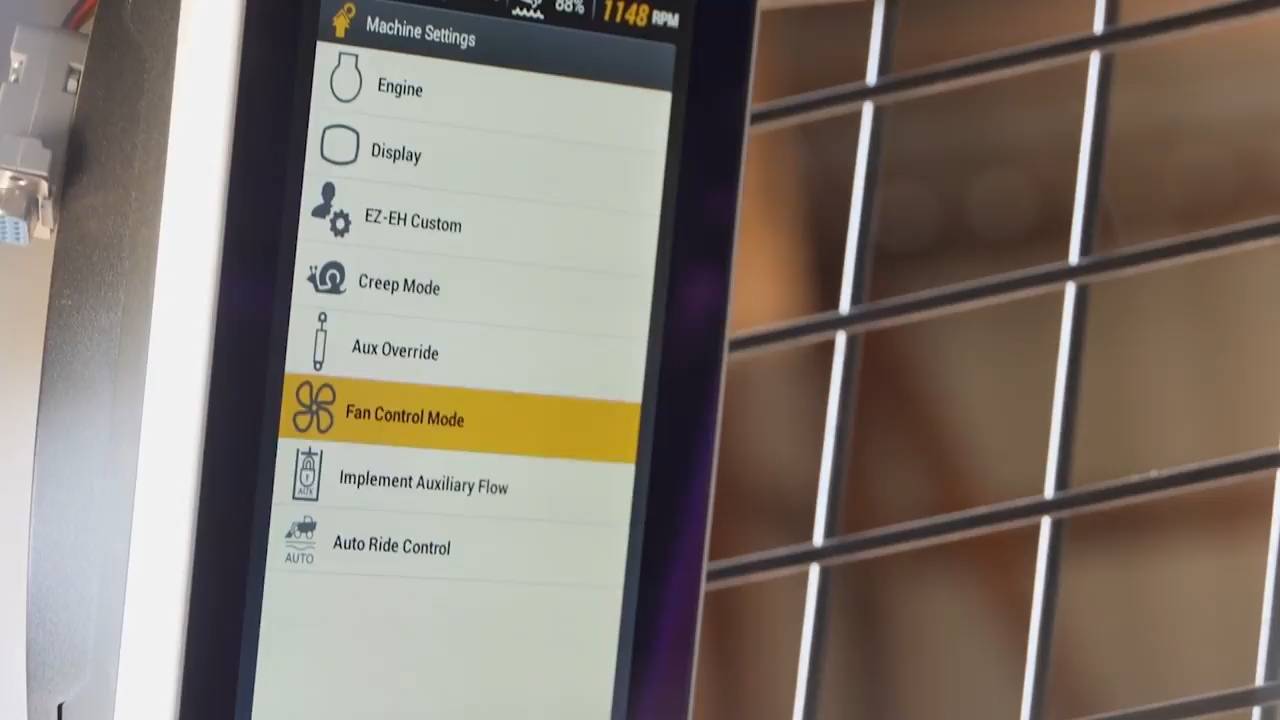 88% 1148 RPM
Machine Settings
Engine
Display
EZ-EH Custom
Creep Mode
Aux Override
Fan Control Mode
AUX
Implement Auxiliary Flow
Auto Ride Control
AUTO